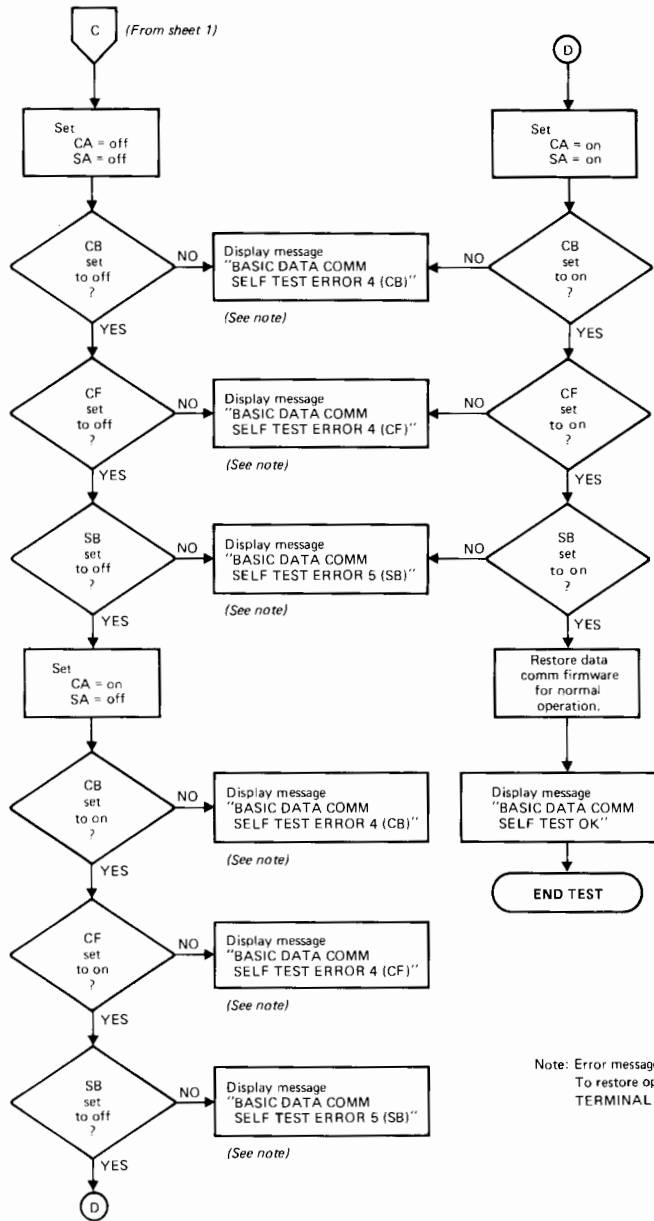 C
(From sheet 1)
Set
CA = off
SA = off
CB
set
to off
?
NO
YES
Display message
"BASIC DATA COMM
SELF TEST ERROR 4 (CB)"
(See note)
CF
set
to off
?
NO
YES
Display message
"BASIC DATA COMM
SELF TEST ERROR 4 (CF)"
(See note)
SB
set
to off
?
NO
YES
Display message
"BASIC DATA COMM
SELF TEST ERROR 5 (SB)"
(See note)
Set
CA = on
SA = off
CB
set
to on
?
NO
YES
Display message
"BASIC DATA COMM
SELF TEST ERROR 4 (CB)"
(See note)
CF
set
to on
?
NO
YES
Display message
"BASIC DATA COMM
SELF TEST ERROR 4 (CF)"
(See note)
SB
set
to off
?
NO
YES
Display message
"BASIC DATA COMM
SELF TEST ERROR 5 (SB)"
(See note)
D
D
Set
CA = on
SA = on
CB
set
to on
?
NO
YES
CF
set
to on
?
NO
YES
SB
set
to on
?
NO
YES
Restore data
comm firmware
for normal
operation.
Display message
"BASIC DATA COMM
SELF TEST OK"
END TEST
Note: Error message
To restore op
TERMINAL